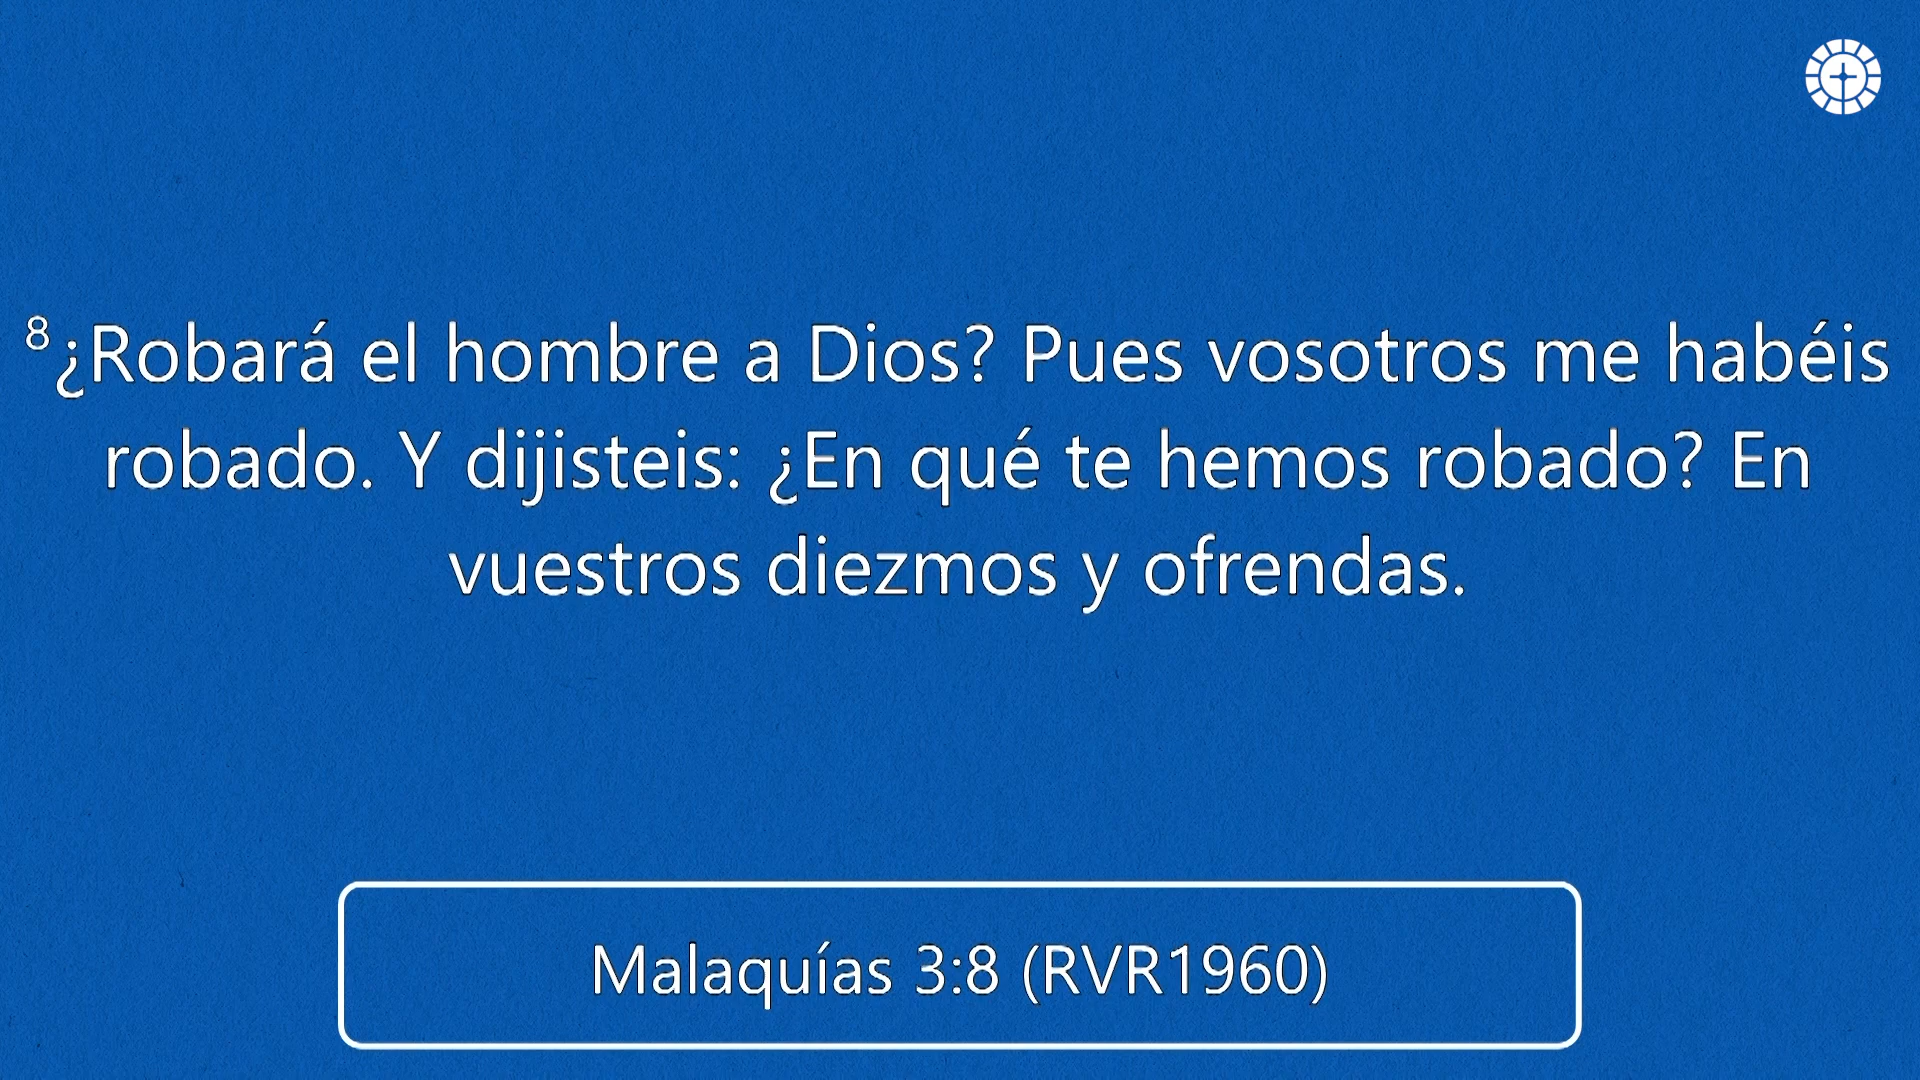 ⁸¿Robará el hombre a Dios? Pues vosotros me habéis
robado. Y dijisteis: ¿En qué te hemos robado? En
vuestros diezmos y ofrendas.
Malaquías 3:8 (RVR1960)